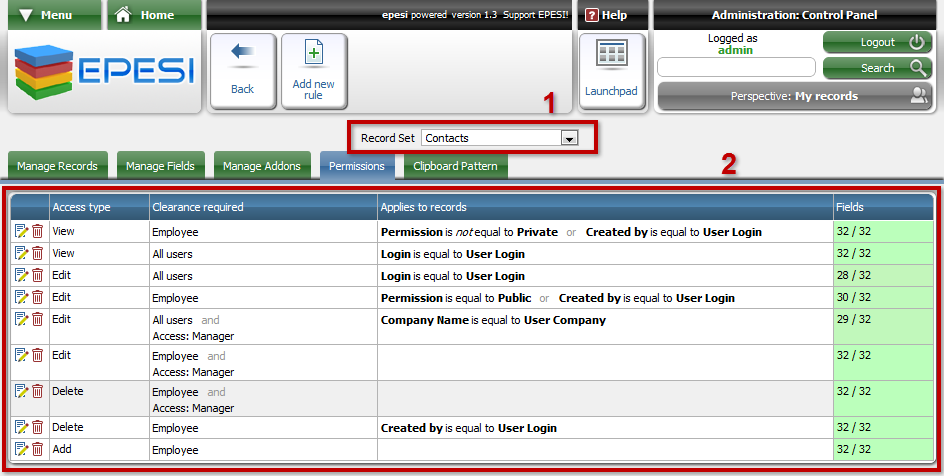 Menu Home epesi powered version 1.3 Support EPESI! ? Help Administration: Control Panel
Logged as
admin
Logout
EPESI
Back
Add new
rule
Launchpad
Search
Perspective: My records
1
Record Set Contacts
Manage Records Manage Fields Manage Addons Permissions Clipboard Pattern
2
Access type Clearance required Applies to records Fields
View Employee Permission is not equal to Private or Created by is equal to User Login 32 / 32
View All users Login is equal to User Login 32 / 32
Edit All users Login is equal to User Login 28 / 32
Edit Employee Permission is equal to Public or Created by is equal to User Login 30 / 32
Edit All users and Company Name is equal to User Company 29 / 32
Access: Manager
Edit Employee and 32 / 32
Access: Manager
Delete Employee and 32 / 32
Access: Manager
Delete Employee Created by is equal to User Login 32 / 32
Add Employee 32 / 32